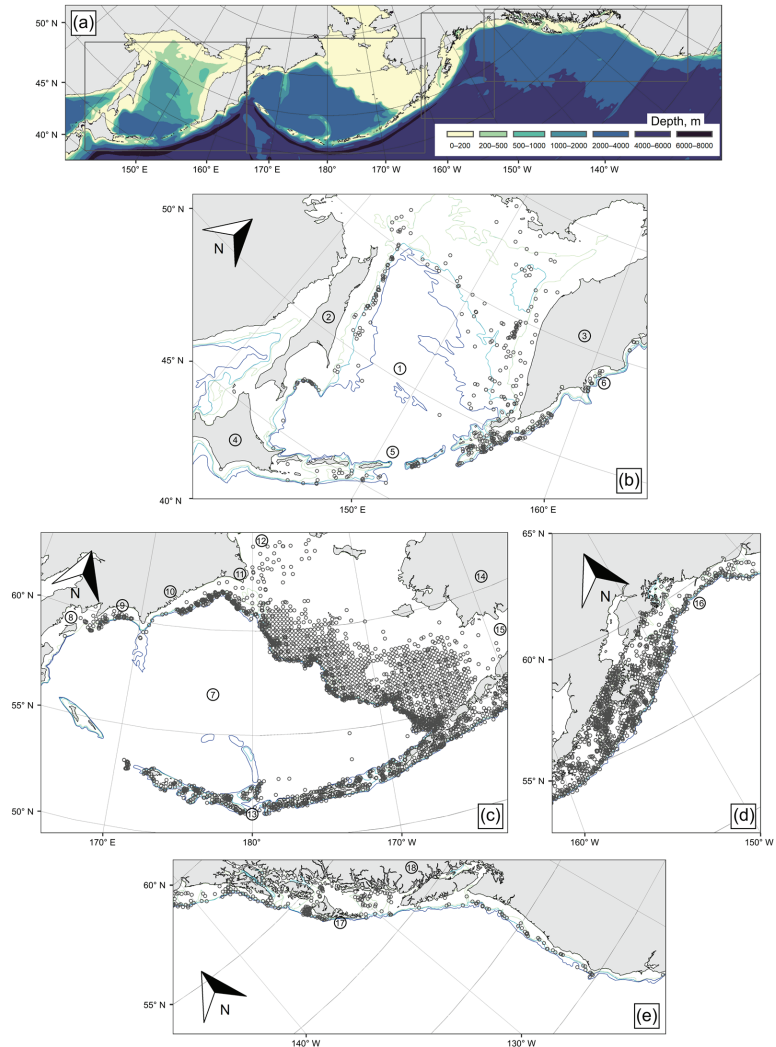 (a)
50° N
45° N
40° N
Depth, m
0–200 200–500 500–1000 1000–2000 2000–4000 4000–6000 6000–8000
150° E 160° E 170° E 180° 170° W 160° W 150° W 140° W
50° N
N
2
3
45° N
1
6
4
5
40° N
(b)
150° E 160° E
65° N
12
N
11
14
N
60° N
10
16
9
8
15
60° N
7
55° N
55° N
50° N
13
(c)
(d)
170° E 180° 170° W
160° W 150° W
18
60° N
17
N
55° N
(e)
140° W 130° W